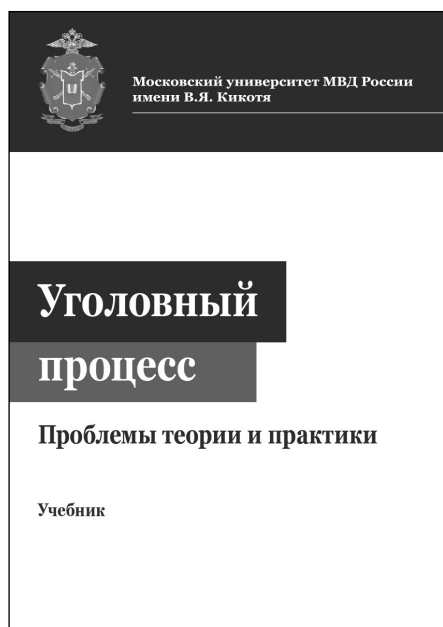 Московский университет МВД России
имени В.Я. Кикотя
Уголовный
процесс
Проблемы теории и практики
Учебник